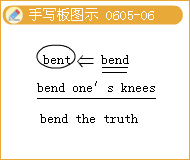 手写板图示 0605-06
bent ⇐ bend
bend one's knees
bend the truth